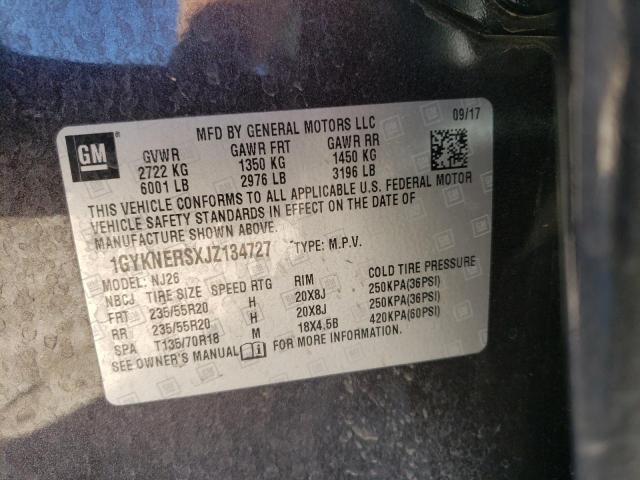 GM
MFD BY GENERAL MOTORS LLC 09/17
GVWR GAWR FRT GAWR RR
2722 KG 1350 KG 1450 KG
6001 LB 2976 LB 3196 LB
THIS VEHICLE CONFORMS TO ALL APPLICABLE U.S. FEDERAL MOTOR
VEHICLE SAFETY STANDARDS IN EFFECT ON THE DATE OF
MANUFACTURE SHOWN ABOVE.
1GYKNERSXJZ134727 TYPE: M.P.V.
MODEL: NJ26
NBCJ TIRE SIZE SPEED RTG RIM COLD TIRE PRESSURE
FRT 235/55R20 H 20X8J 250KPA(36PSI)
RR 235/55R20 H 20X8J 250KPA(36PSI)
SPA T135/70R18 M 18X4.5B 420KPA(60PSI)
SEE OWNER'S MANUAL FOR MORE INFORMATION.